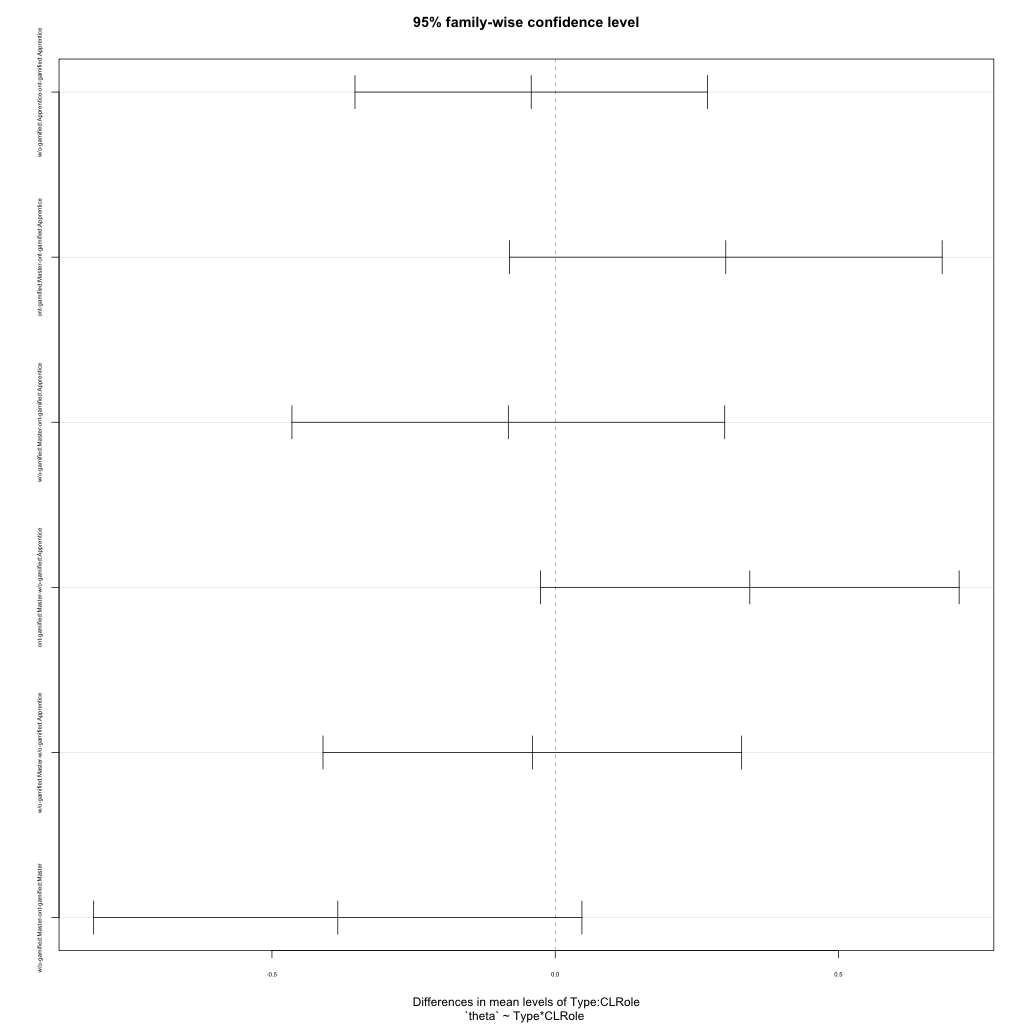 95% family-wise confidence level
w/o-gamified:Apprentice-ont-gamified:Apprentice
ont-gamified:Master-ont-gamified:Apprentice
w/o-gamified:Master-ont-gamified:Apprentice
ont-gamified:Master-w/o-gamified:Apprentice
w/o-gamified:Master-w/o-gamified:Apprentice
w/o-gamified:Master-ont-gamified:Master
-0.5 0.0 0.5
Differences in mean levels of Type:CLRole
`theta` ~ Type*CLRole